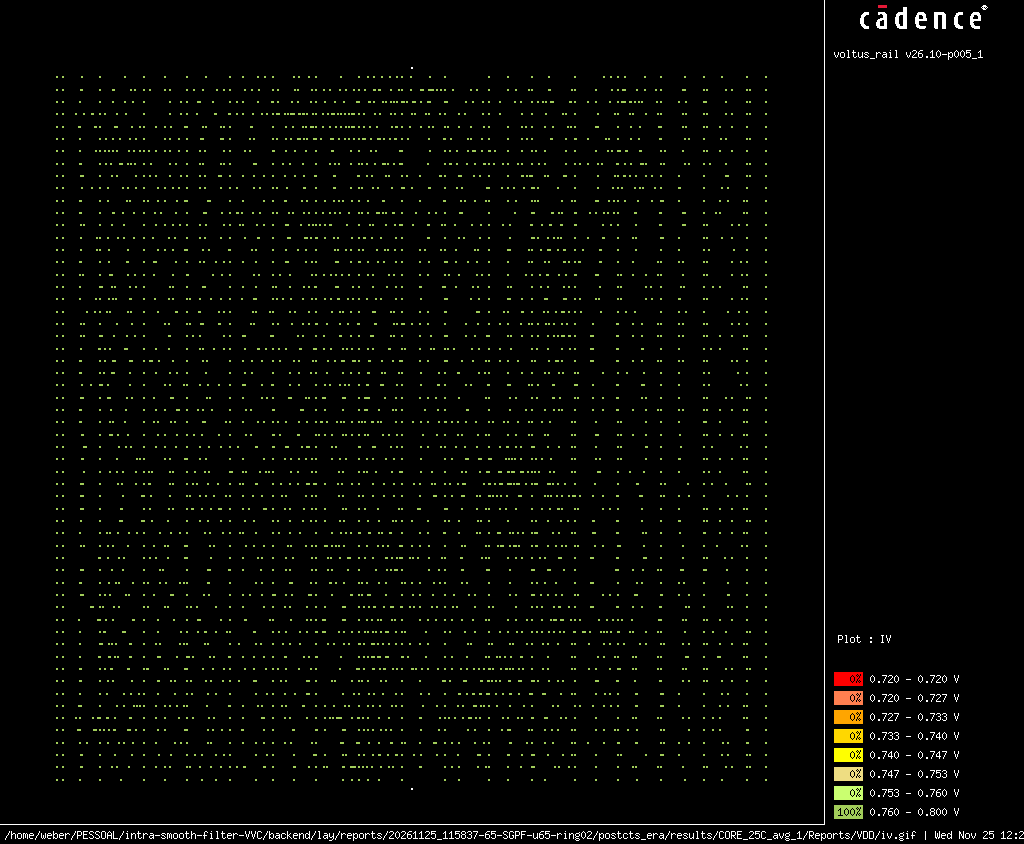 cādence®
voltus_rail v26.10-p005_1
Plot : IV
0% 0.720 - 0.720 V
0% 0.720 - 0.727 V
0% 0.727 - 0.733 V
0% 0.733 - 0.740 V
0% 0.740 - 0.747 V
0% 0.747 - 0.753 V
0% 0.753 - 0.760 V
100% 0.760 - 0.800 V
/home/weber/PESSOAL/intra-smooth-filter-VVC/backend/lay/reports/20261125_115837-65-SGPF-u65-ring02/postcts_era/results/CORE_25C_avg_1/Reports/VDD/iv.gif | Wed Nov 25 12:2